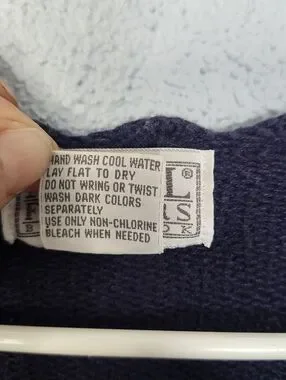 HAND WASH COOL WATER
LAY FLAT TO DRY
DO NOT WRING OR TWIST
WASH DARK COLORS
SEPARATELY
USE ONLY NON-CHLORINE
BLEACH WHEN NEEDED